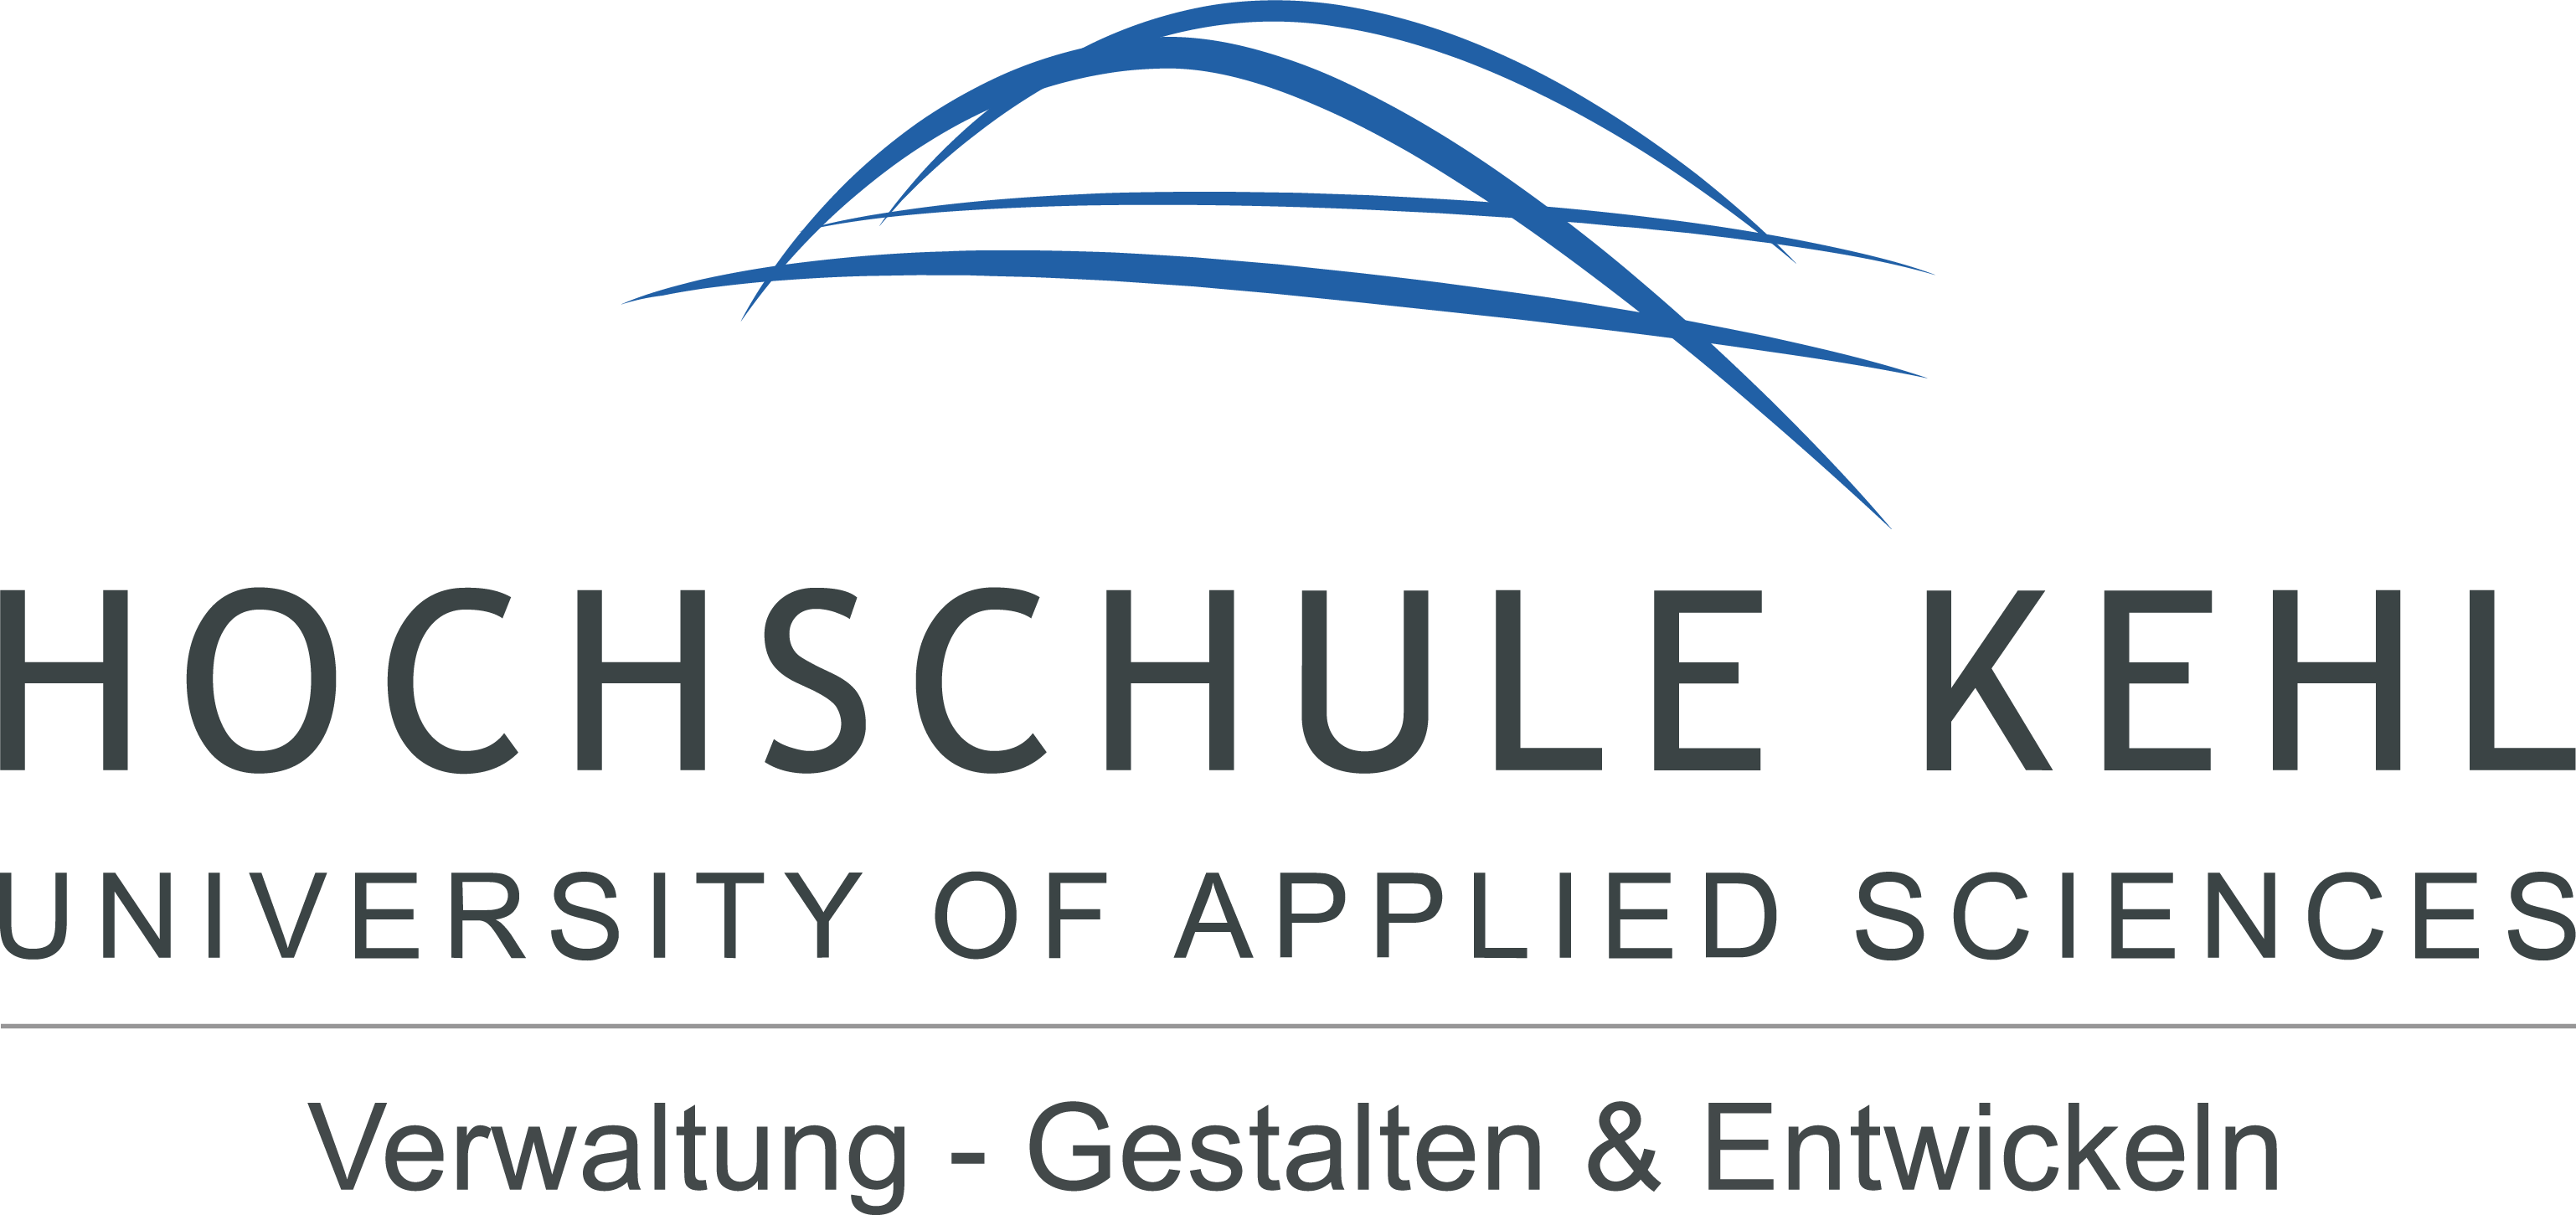 HOCHSCHULE KEHL
UNIVERSITY OF APPLIED SCIENCES
Verwaltung - Gestalten & Entwickeln